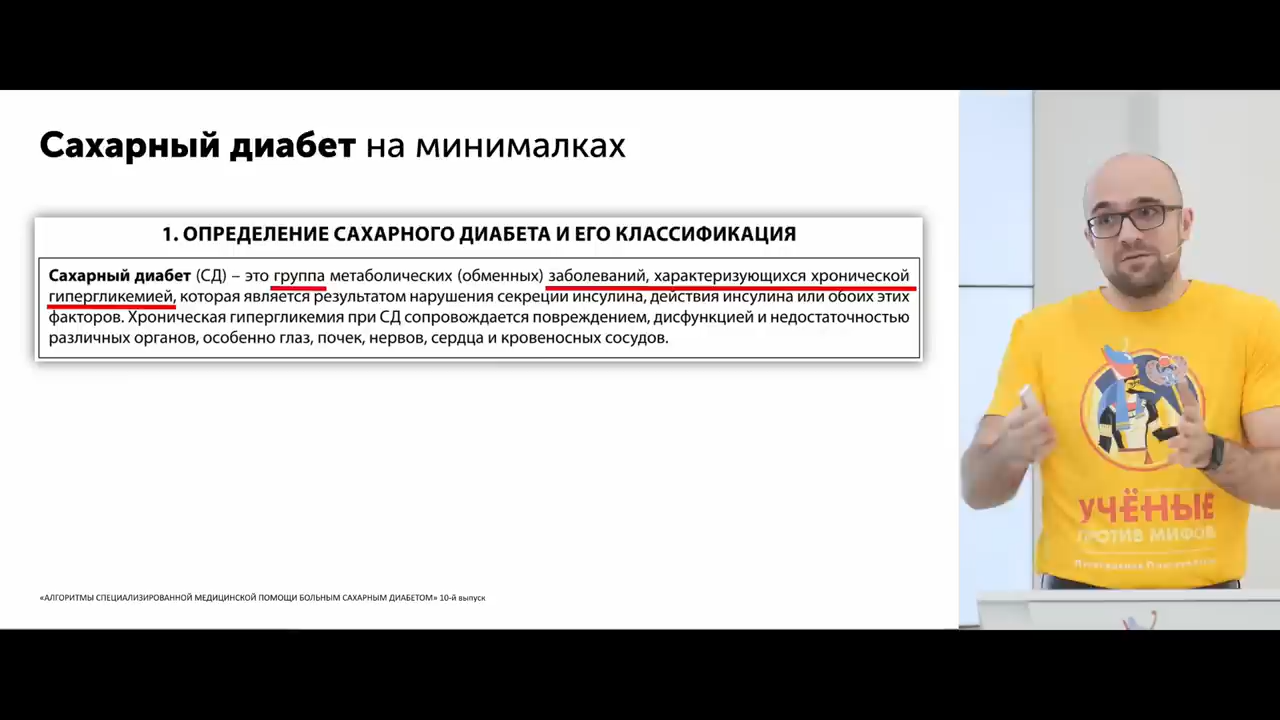 Сахарный диабет на минималках
1. ОПРЕДЕЛЕНИЕ САХАРНОГО ДИАБЕТА И ЕГО КЛАССИФИКАЦИЯ
Сахарный диабет (СД) – это группа метаболических (обменных) заболеваний, характеризующихся хронической
гипергликемией, которая является результатом нарушения секреции инсулина, действия инсулина или обоих этих
факторов. Хроническая гипергликемия при СД сопровождается повреждением, дисфункцией и недостаточностью
различных органов, особенно глаз, почек, нервов, сердца и кровеносных сосудов.
«АЛГОРИТМЫ СПЕЦИАЛИЗИРОВАННОЙ МЕДИЦИНСКОЙ ПОМОЩИ БОЛЬНЫМ САХАРНЫМ ДИАБЕТОМ» 10-й выпуск
УЧЁНЫЕ
ПРОТИВ МИФОВ